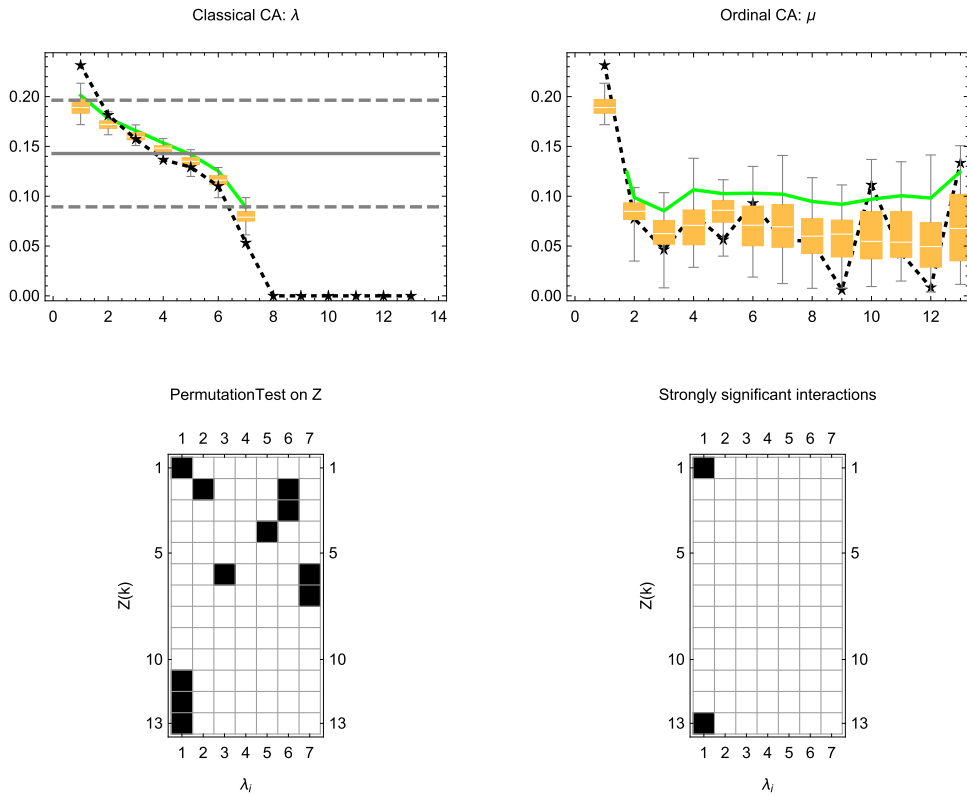 Classical CA: λ
Ordinal CA: μ
0.20
0.15
0.10
0.05
0.00
0 2 4 6 8 10 12 14
0.20
0.15
0.10
0.05
0.00
0 2 4 6 8 10 12
PermutationTest on Z
Strongly significant interactions
1 2 3 4 5 6 7
1 1
5 5
Z(k)
10 10
13 13
1 2 3 4 5 6 7
λi
1 2 3 4 5 6 7
1 1
5 5
Z(k)
10 10
13 13
1 2 3 4 5 6 7
λi